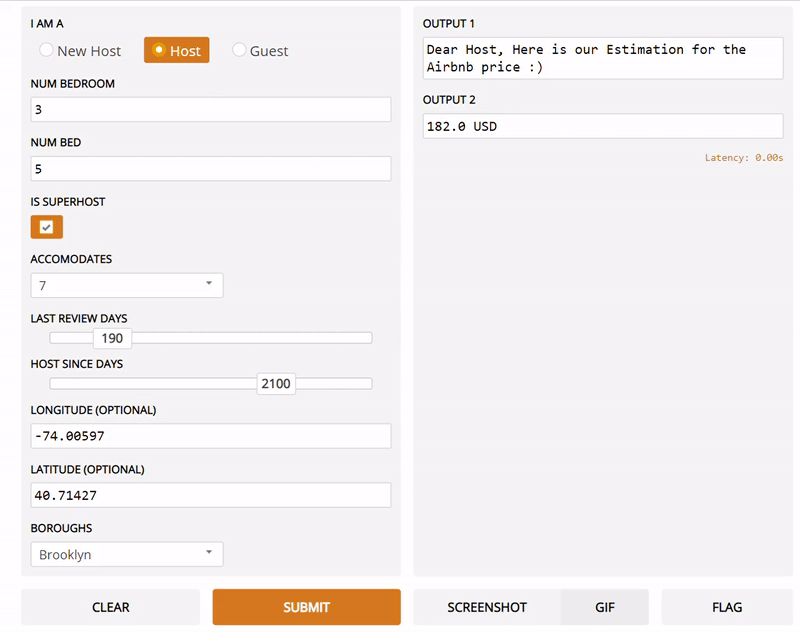 I AM A
New Host
Host
Guest
NUM BEDROOM
3
NUM BED
5
IS SUPERHOST
ACCOMODATES
7
LAST REVIEW DAYS
190
HOST SINCE DAYS
2100
LONGITUDE (OPTIONAL)
-74.00597
LATITUDE (OPTIONAL)
40.71427
BOROUGHS
Brooklyn
CLEAR
SUBMIT
OUTPUT 1
Dear Host, Here is our Estimation for the
Airbnb price :)
OUTPUT 2
182.0 USD
Latency: 0.00s
SCREENSHOT
GIF
FLAG